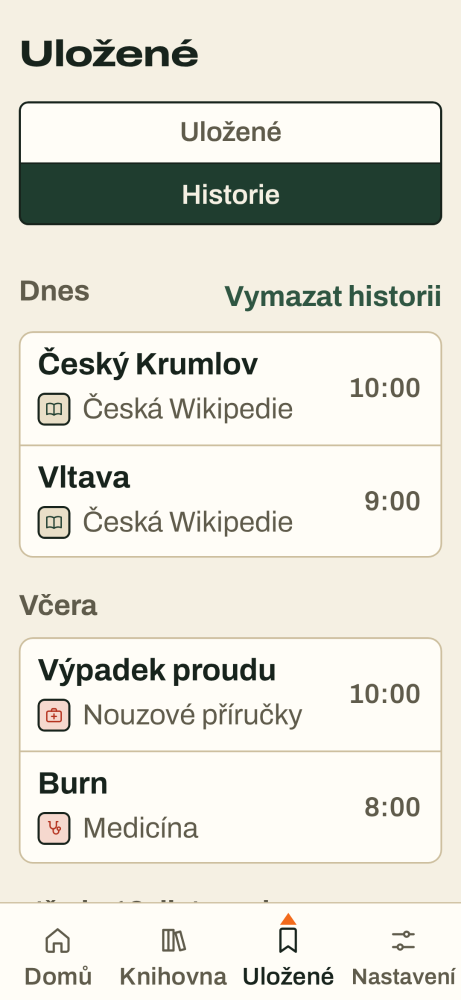 Uložené
Uložené
Historie
Dnes
Vymazat historii
Český Krumlov
10:00
Česká Wikipedie
Vltava
9:00
Česká Wikipedie
Včera
Výpadek proudu
10:00
Nouzové příručky
Burn
8:00
Medicína
Domů
Knihovna
Uložené
Nastavení